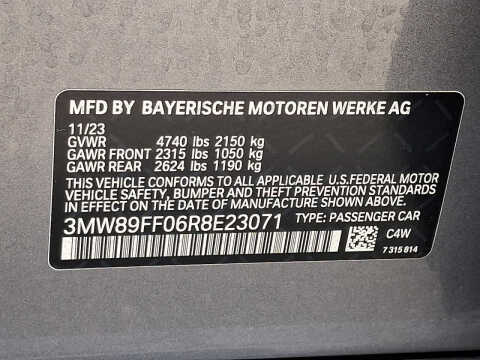 MFD BY BAYERISCHE MOTOREN WERKE AG
11/23
GVWR 4740 lbs 2150 kg
GAWR FRONT 2315 lbs 1050 kg
GAWR REAR 2624 lbs 1190 kg
THIS VEHICLE CONFORMS TO ALL APPLICABLE U.S.FEDERAL MOTOR
VEHICLE SAFETY, BUMPER AND THEFT PREVENTION STANDARDS
IN EFFECT ON THE DATE OF MANUFACTURE SHOWN ABOVE.
3MW89FF06R8E23071 TYPE: PASSENGER CAR
C4W
7 315 814